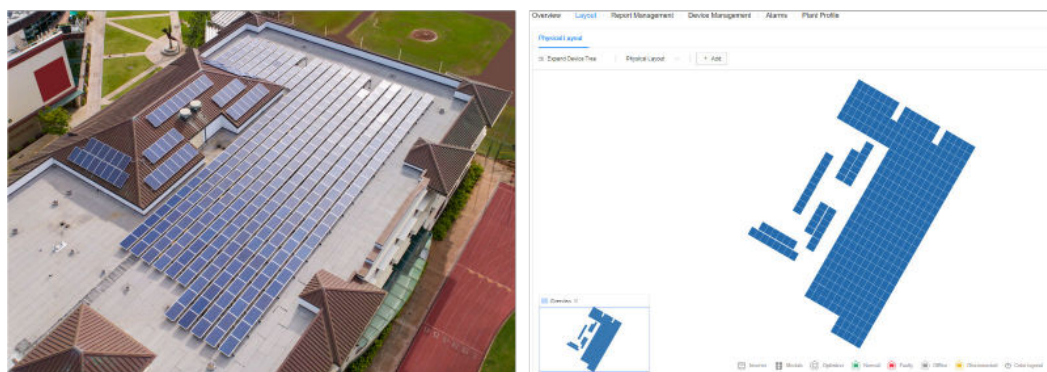 Overview Layout Report Management Device Management Alarms Plant Profile
Physical Layout
Expand Device Tree Physical Layout + Add
Overview
Inverter Module Optimizer Normal Faulty Offline Disconnected Color legend